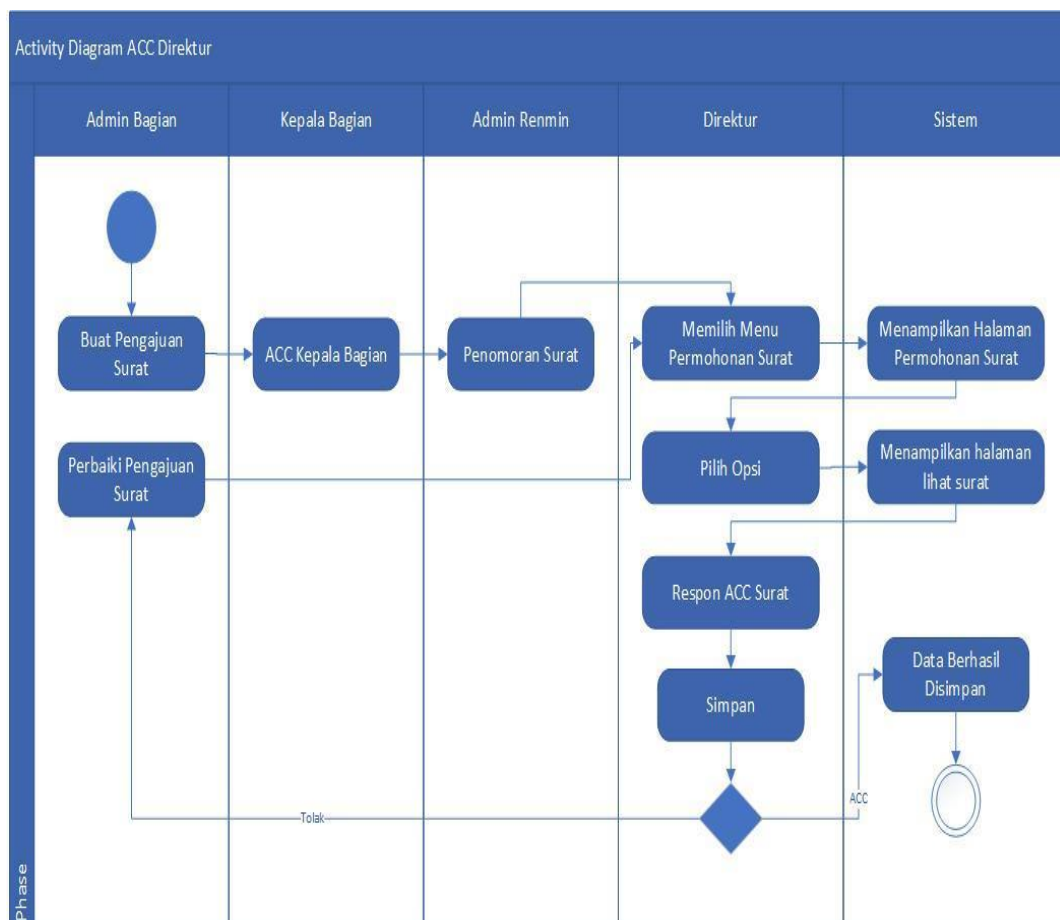 Activity Diagram ACC Direktur
Admin Bagian
Kepala Bagian
Admin Renmin
Direktur
Sistem
Buat Pengajuan
Surat
ACC Kepala Bagian
Penomoran Surat
Memilih Menu
Permohonan Surat
Menampilkan Halaman
Permohonan Surat
Perbaiki Pengajuan
Surat
Pilih Opsi
Menampilkan halaman
lihat surat
Respon ACC Surat
Simpan
Data Berhasil
Disimpan
Tolak
ACC
Phase